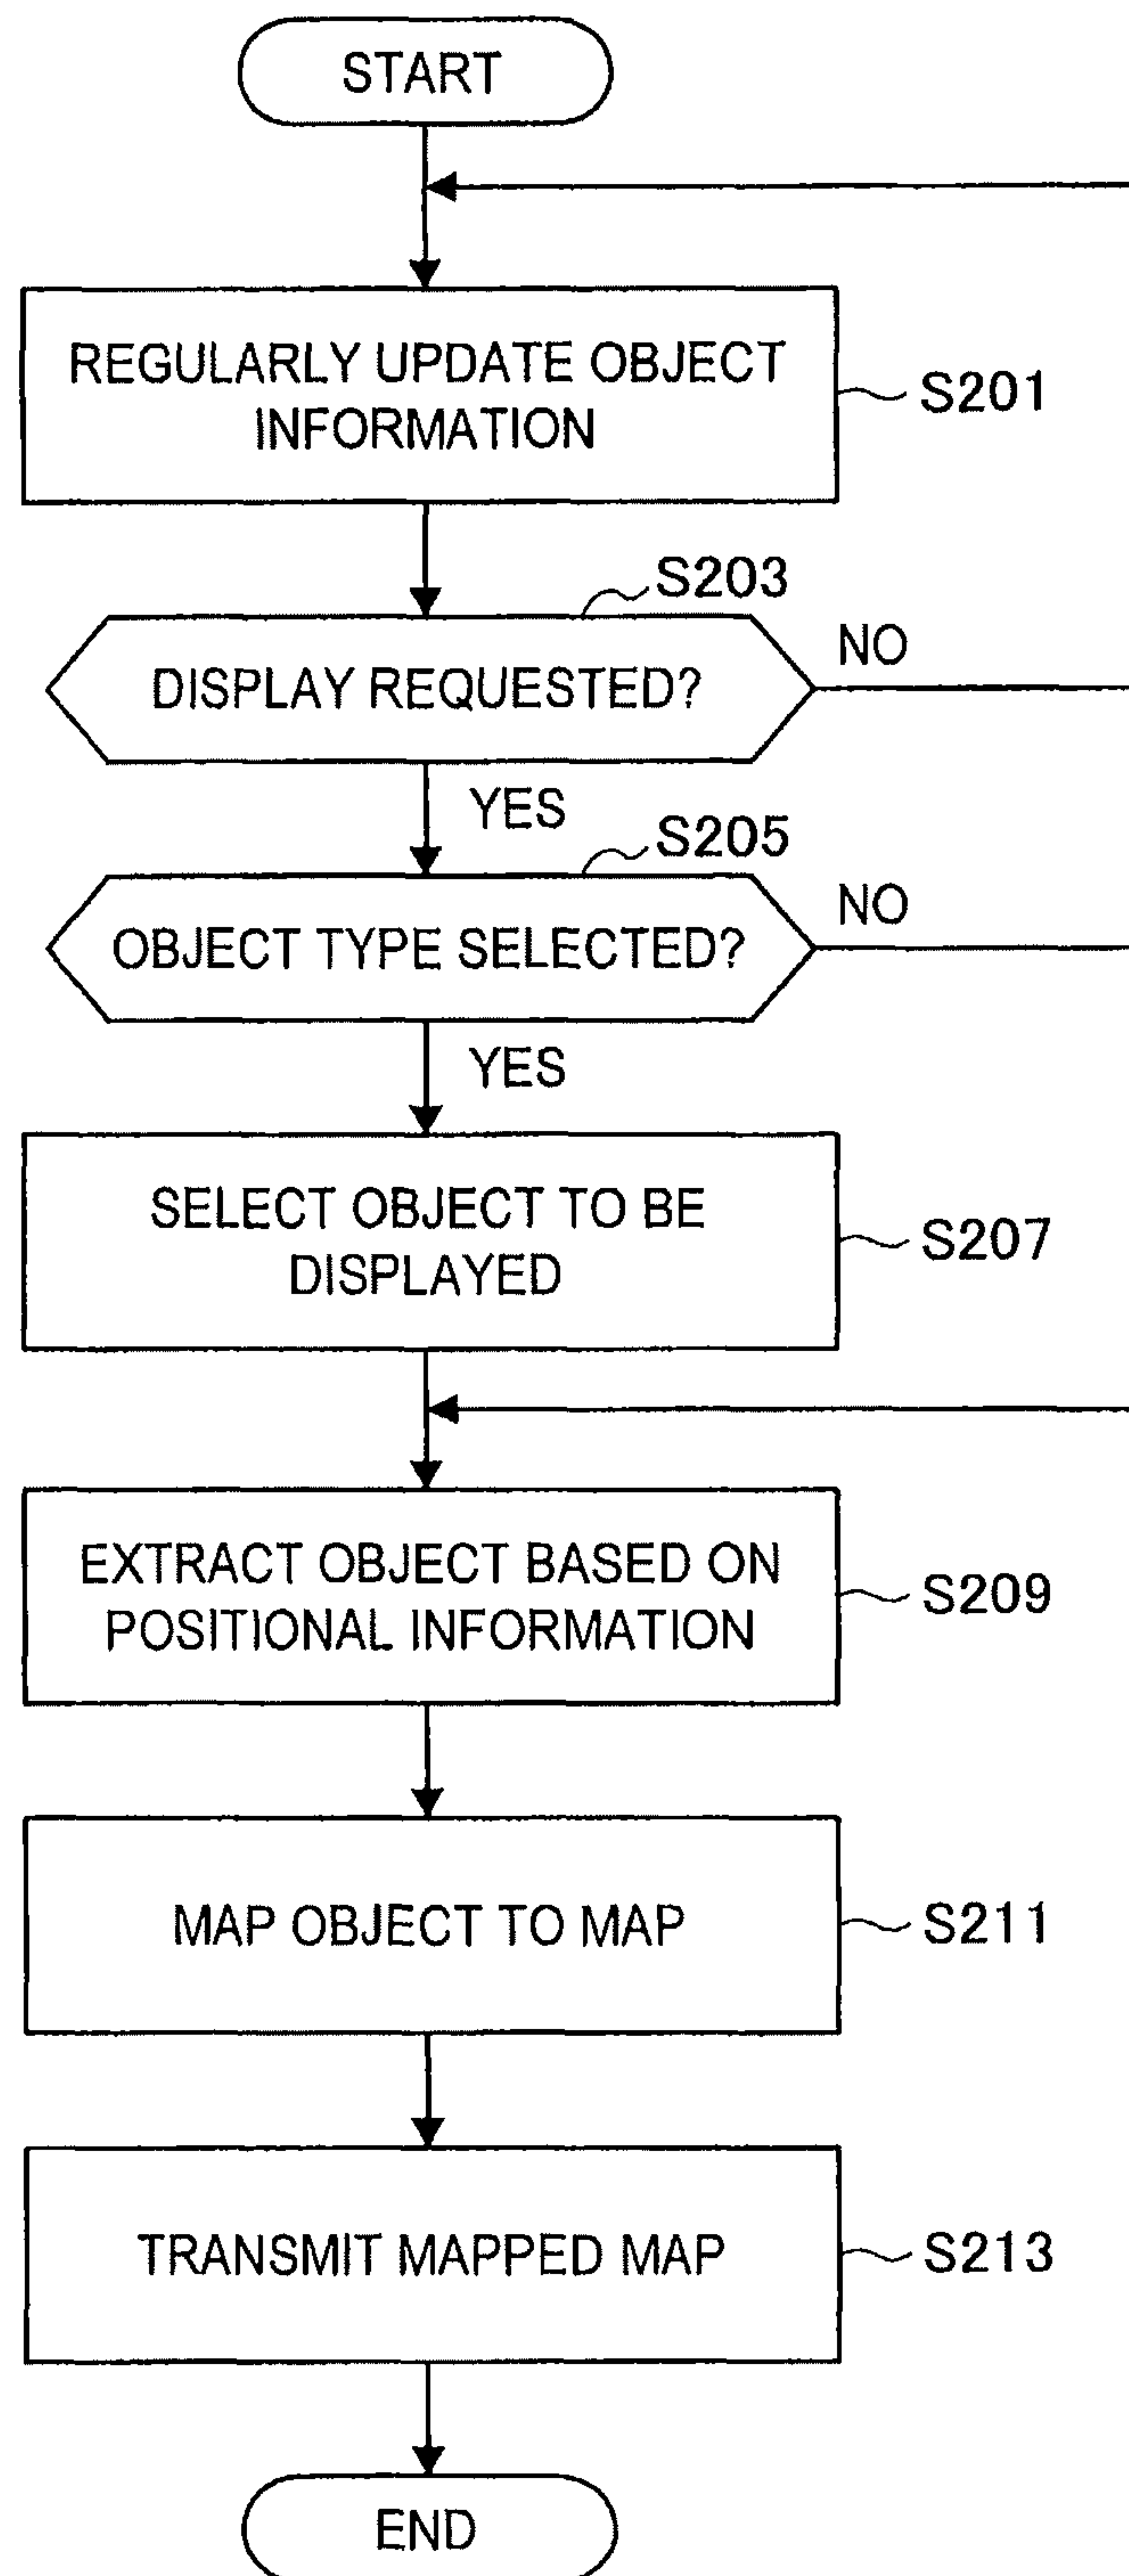 START
REGULARLY UPDATE OBJECT
INFORMATION
S201
S203
DISPLAY REQUESTED?
NO
YES
S205
OBJECT TYPE SELECTED?
NO
YES
SELECT OBJECT TO BE
DISPLAYED
S207
EXTRACT OBJECT BASED ON
POSITIONAL INFORMATION
S209
MAP OBJECT TO MAP
S211
TRANSMIT MAPPED MAP
S213
END